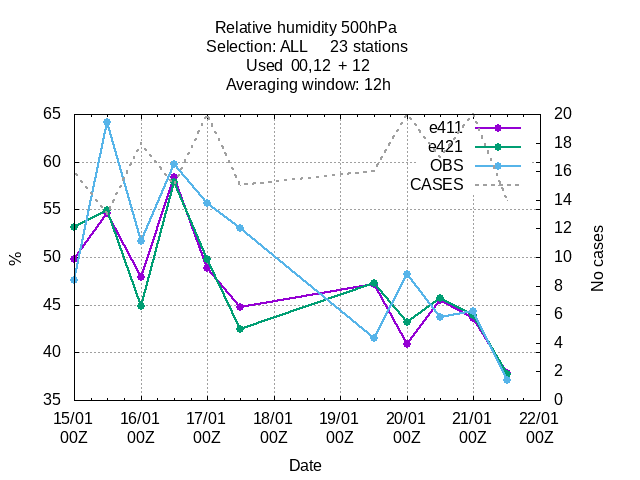 Relative humidity 500hPa
Selection: ALL 23 stations
Used 00,12 + 12
Averaging window: 12h
65 20
e411
18
e421
60 OBS 16
CASES
14
55
12
50 10
%
No cases
8
45
6
40 4
2
35 0
15/01 16/01 17/01 18/01 19/01 20/01 21/01 22/01
00Z 00Z 00Z 00Z 00Z 00Z 00Z 00Z
Date